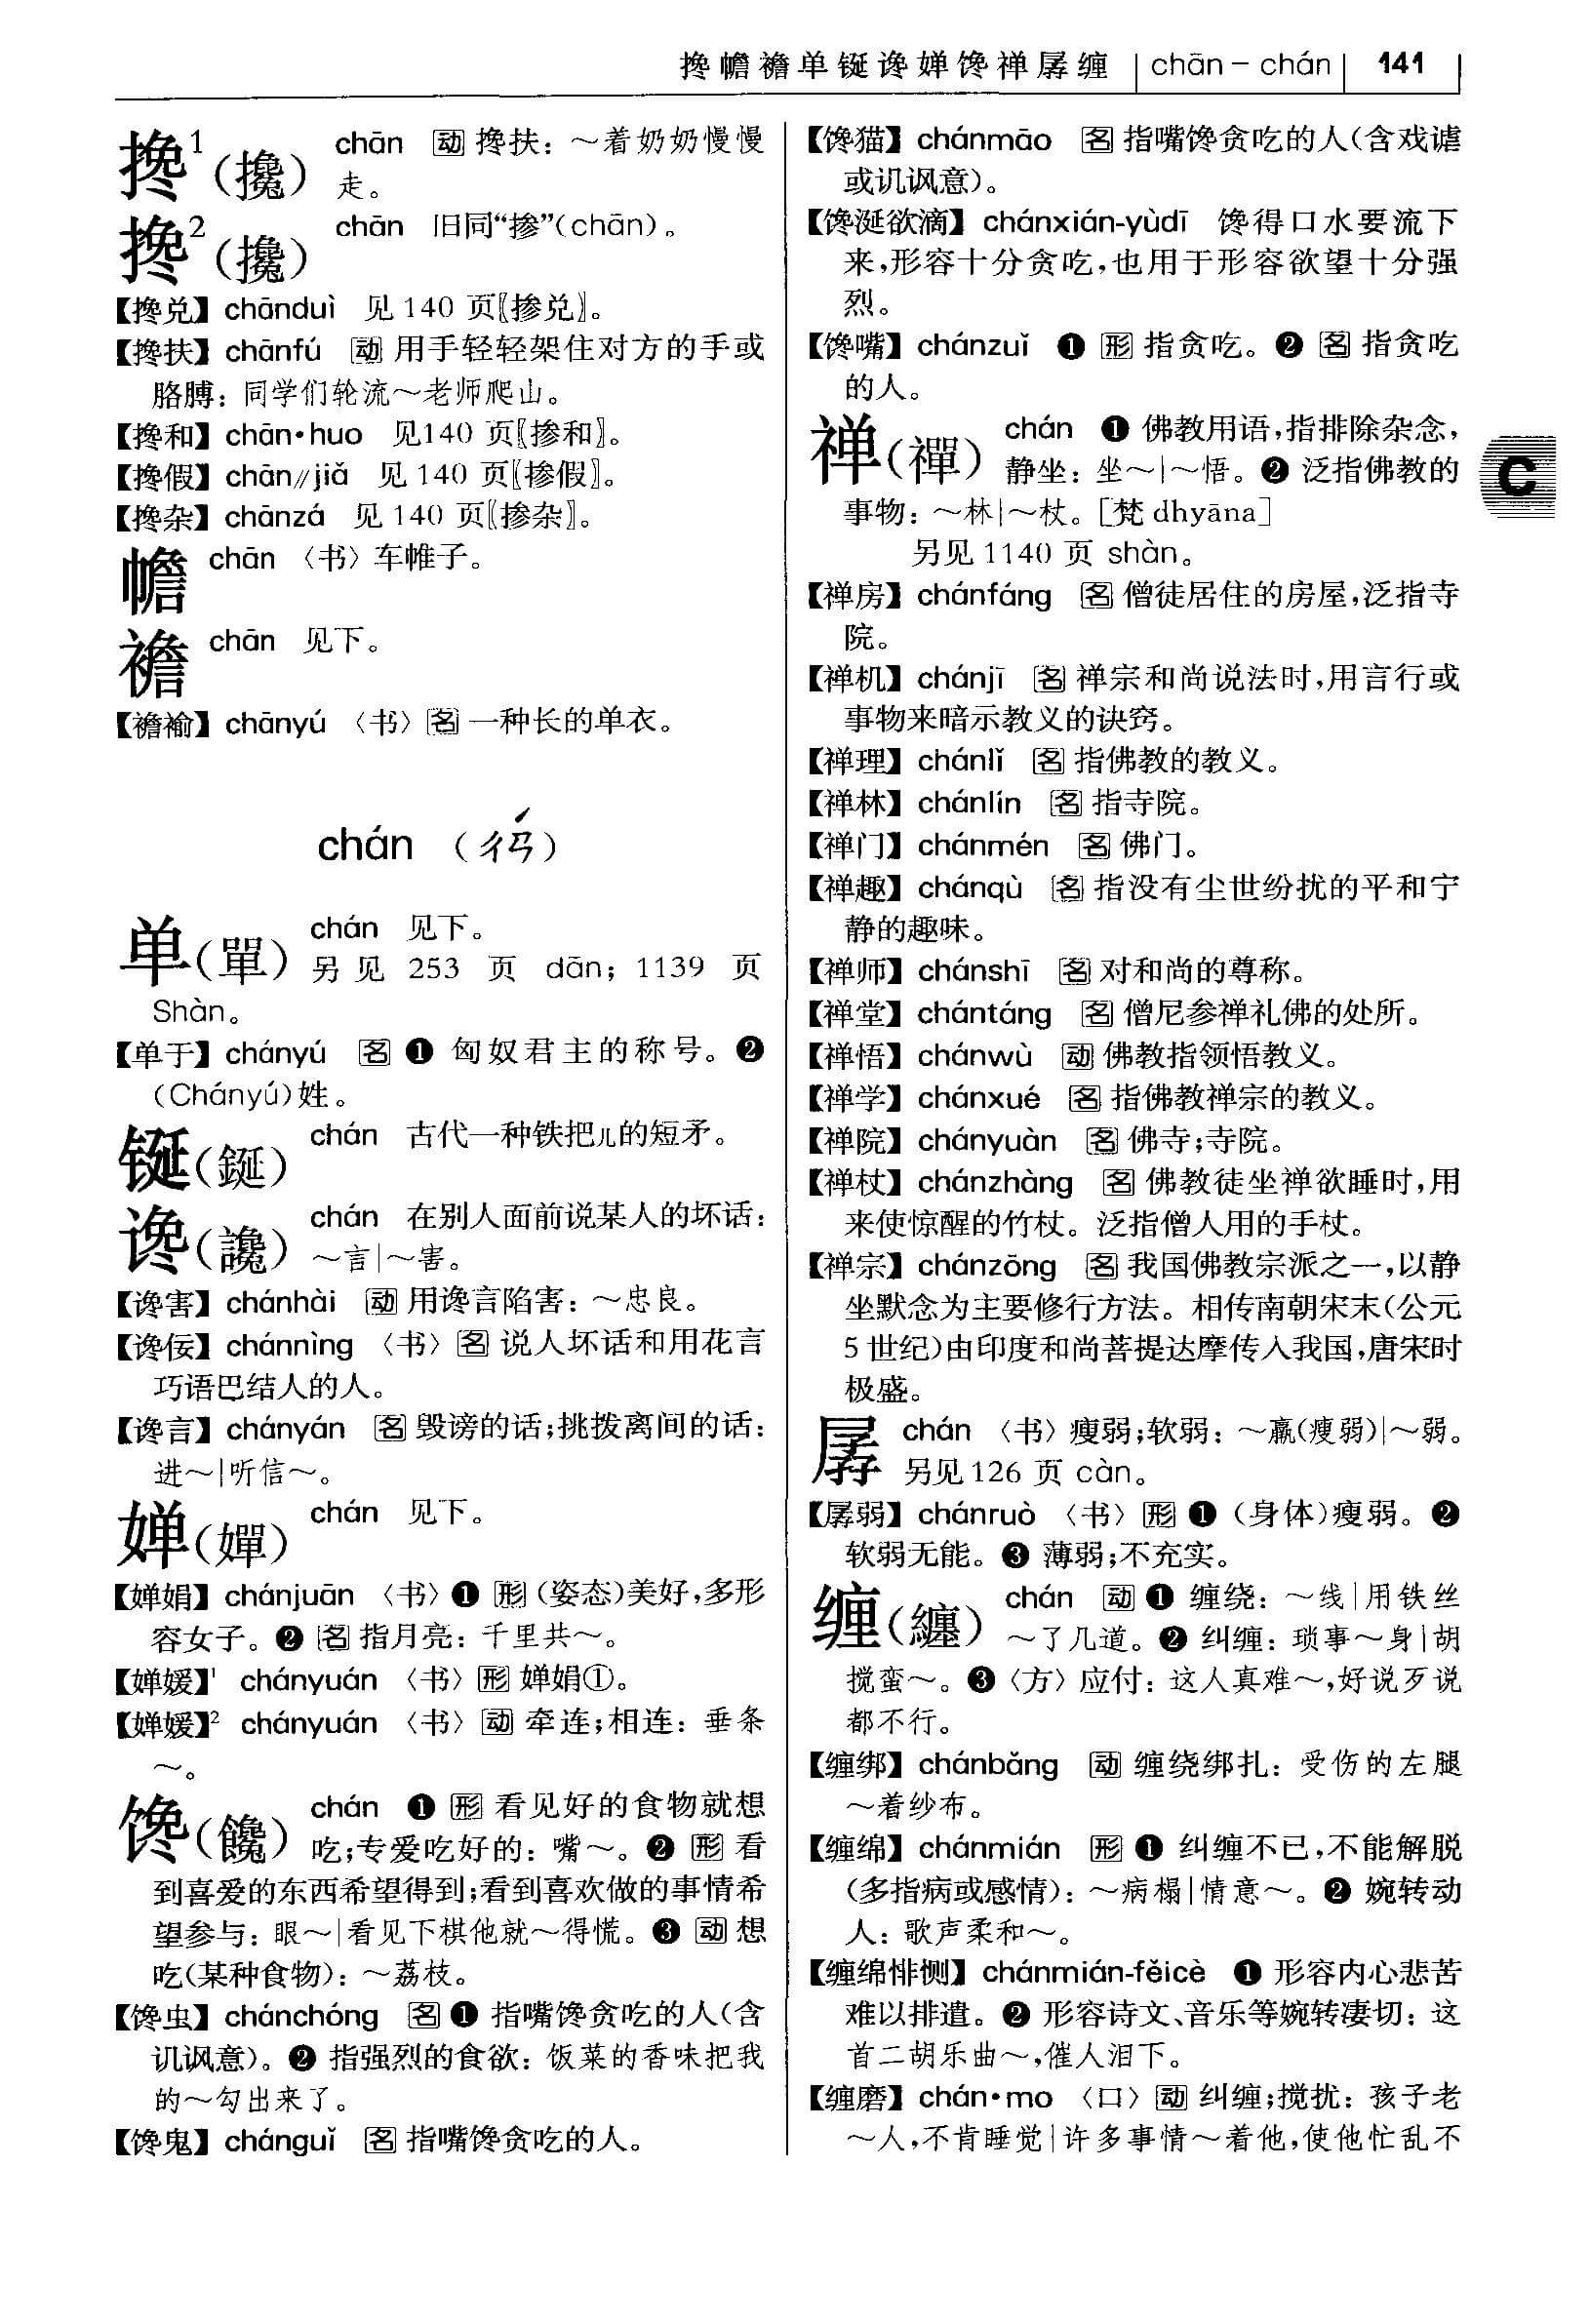 搀幨襜单铤谗婵馋禅孱缠 chān－chán 141
搀¹(攙) chān 动 搀扶：～着奶奶慢慢
走。
搀²(攙) chān 旧同“掺”(chān)。
【搀兑】chānduì 见 140 页〖掺兑〗。
【搀扶】chānfú 动 用手轻轻架住对方的手或
胳膊：同学们轮流～老师爬山。
【搀和】chān•huo 见140 页〖掺和〗。
【搀假】chān//jiǎ 见 140 页〖掺假〗。
【搀杂】chānzá 见 140 页〖掺杂〗。
幨 chān 〈书〉车帷子。
襜 chān 见下。
【襜褕】chānyú 〈书〉名 一种长的单衣。
chán (ㄔㄢˊ)
单(單) chán 见下。
另见 253 页 dān；1139 页
Shàn。
【单于】chányú 名 ❶ 匈奴君主的称号。❷
(Chányú)姓。
铤(鋋) chán 古代一种铁把儿的短矛。
谗(讒) chán 在别人面前说某人的坏话：
～言|～害。
【谗害】chánhài 动 用谗言陷害：～忠良。
【谗佞】chánnìng 〈书〉名 说人坏话和用花言
巧语巴结人的人。
【谗言】chányán 名 毁谤的话；挑拨离间的话：
进～|听信～。
婵(嬋) chán 见下。
【婵娟】chánjuān 〈书〉❶ 形 (姿态)美好，多形
容女子。❷ 名 指月亮：千里共～。
【婵媛】¹ chányuán 〈书〉形 婵娟①。
【婵媛】² chányuán 〈书〉动 牵连；相连：垂条
～。
馋(饞) chán ❶ 形 看见好的食物就想
吃；专爱吃好的：嘴～。❷ 形 看
到喜爱的东西希望得到；看到喜欢做的事情希
望参与：眼～|看见下棋他就～得慌。❸ 动 想
吃(某种食物)：～荔枝。
【馋虫】chánchóng 名 ❶ 指嘴馋贪吃的人(含
讥讽意)。❷ 指强烈的食欲：饭菜的香味把我
的～勾出来了。
【馋鬼】chánguǐ 名 指嘴馋贪吃的人。
【馋猫】chánmāo 名 指嘴馋贪吃的人(含戏谑
或讥讽意)。
【馋涎欲滴】chánxián-yùdī 馋得口水要流下
来，形容十分贪吃，也用于形容欲望十分强
烈。
【馋嘴】chánzuǐ ❶ 形 指贪吃。❷ 名 指贪吃
的人。
禅(禪) chán ❶ 佛教用语，指排除杂念，
静坐：坐～|～悟。❷ 泛指佛教的
事物：～林|～杖。[梵 dhyāna]
另见 1140 页 shàn。
【禅房】chánfáng 名 僧徒居住的房屋，泛指寺
院。
【禅机】chánjī 名 禅宗和尚说法时，用言行或
事物来暗示教义的诀窍。
【禅理】chánlǐ 名 指佛教的教义。
【禅林】chánlín 名 指寺院。
【禅门】chánmén 名 佛门。
【禅趣】chánqù 名 指没有尘世纷扰的平和宁
静的趣味。
【禅师】chánshī 名 对和尚的尊称。
【禅堂】chántáng 名 僧尼参禅礼佛的处所。
【禅悟】chánwù 动 佛教指领悟教义。
【禅学】chánxué 名 指佛教禅宗的教义。
【禅院】chányuàn 名 佛寺；寺院。
【禅杖】chánzhàng 名 佛教徒坐禅欲睡时，用
来使惊醒的竹杖。泛指僧人用的手杖。
【禅宗】chánzōng 名 我国佛教宗派之一，以静
坐默念为主要修行方法。相传南朝宋末(公元
5 世纪)由印度和尚菩提达摩传入我国，唐宋时
极盛。
孱 chán 〈书〉瘦弱；软弱：～羸(瘦弱)|～弱。
另见 126 页 càn。
【孱弱】chánruò 〈书〉形 ❶ (身体)瘦弱。❷
软弱无能。❸ 薄弱；不充实。
缠(纏) chán 动 ❶ 缠绕：～线|用铁丝
～了几道。❷ 纠缠：琐事～身|胡
搅蛮～。❸〈方〉应付：这人真难～，好说歹说
都不行。
【缠绑】chánbǎng 动 缠绕绑扎：受伤的左腿
～着纱布。
【缠绵】chánmián 形 ❶ 纠缠不已，不能解脱
(多指病或感情)：～病榻|情意～。❷ 婉转动
人：歌声柔和～。
【缠绵悱恻】chánmián-fěicè ❶ 形容内心悲苦
难以排遣。❷ 形容诗文、音乐等婉转凄切：这
首二胡乐曲～，催人泪下。
【缠磨】chán•mo 〈口〉动 纠缠；搅扰：孩子老
～人，不肯睡觉|许多事情～着他，使他忙乱不
C